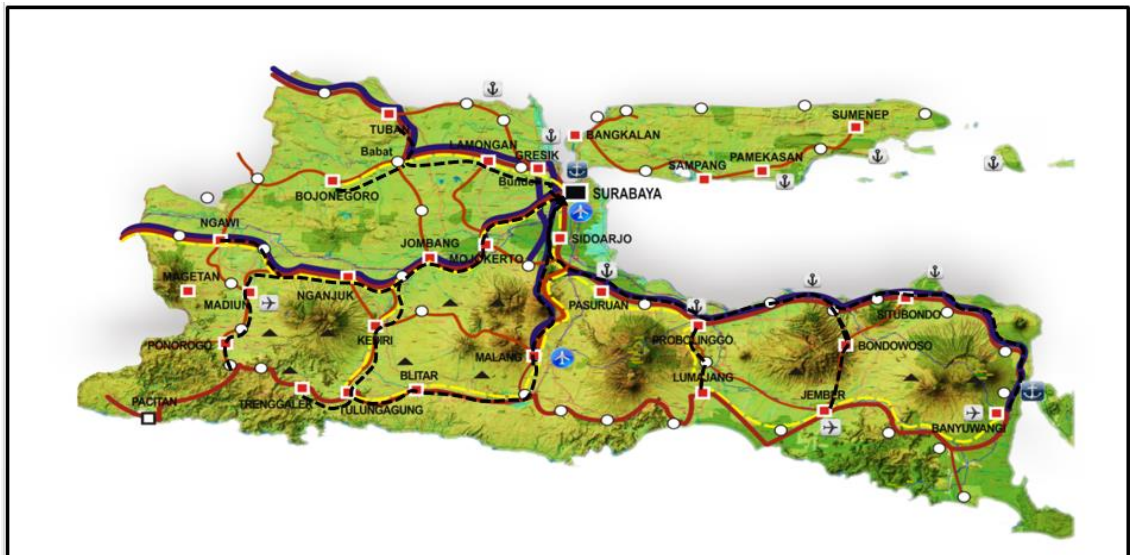 SUMENEP
TUBAN
BANGKALAN
Babat
LAMONGAN
GRESIK
SAMPANG
PAMEKASAN
Bunder
BOJONEGORO
SURABAYA
NGAWI
JOMBANG
MOJOKERTO
SIDOARJO
MAGETAN
MADIUN
NGANJUK
PASURUAN
SITUBONDO
PONOROGO
KEDIRI
MALANG
PROBOLINGGO
BONDOWOSO
BLITAR
LUMAJANG
PACITAN
TRENGGALEK
TULUNGAGUNG
JEMBER
BANYUWANGI